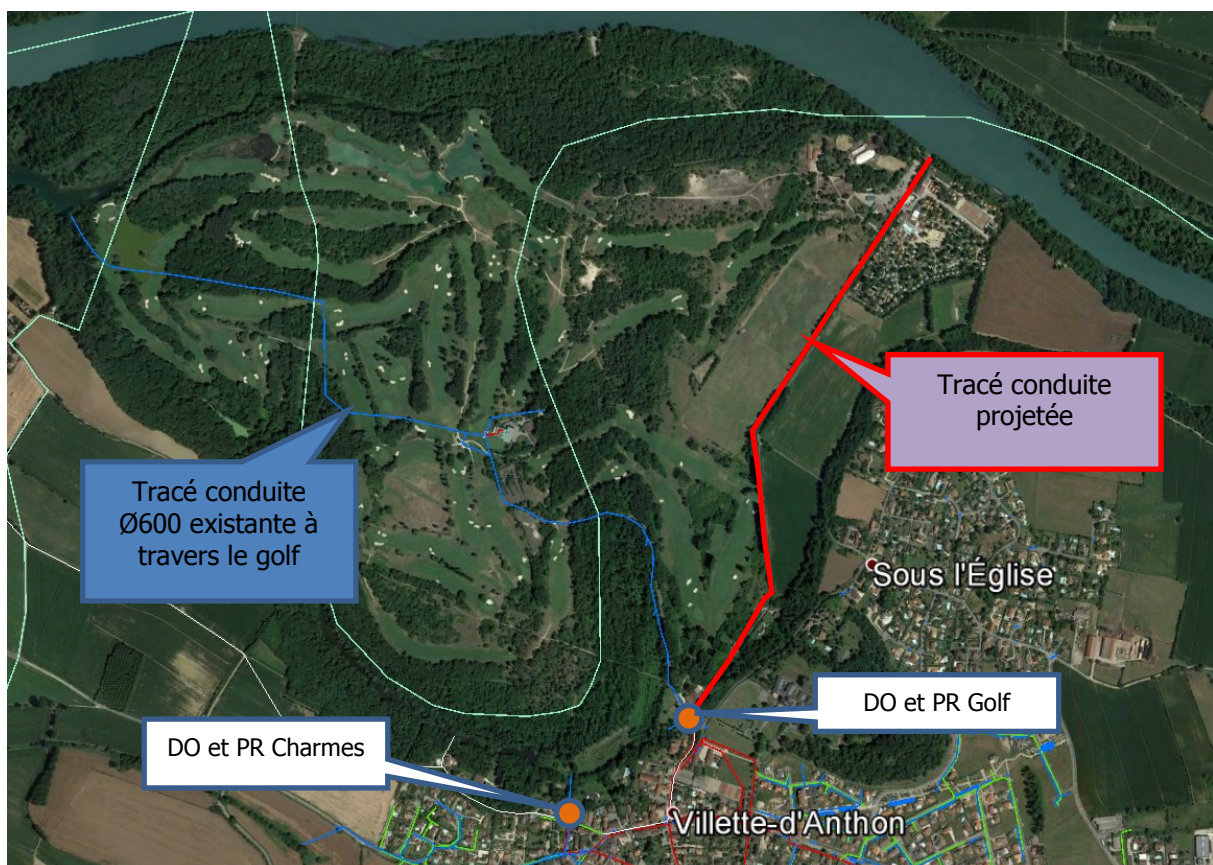 Tracé conduite
projetée
Tracé conduite
Ø600 existante à
travers le golf
Sous l'Église
DO et PR Golf
DO et PR Charmes
Villette-d'Anthon